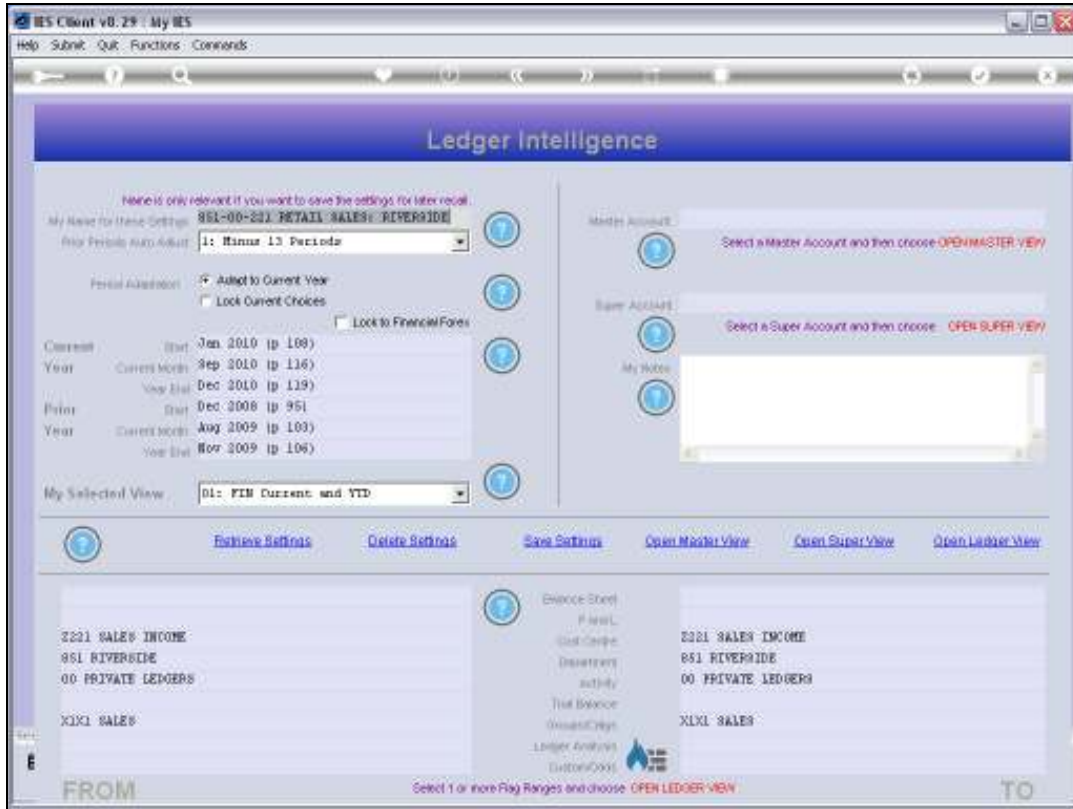 IES Client v8.29 : My IES
Help Submit Quit Functions Commands
Ledger Intelligence
Name is only relevant if you want to save the settings for later recall.
My Name for these Settings 851-00-221 RETAIL SALES: RIVERSIDE
Prior Periods Auto Adjust 1: Minus 13 Periods
Period Adaptation Adapt to Current Year
Lock Current Choices
Lock to Financial Forex
Current Start Jan 2010 (p 108)
Year Current Month Sep 2010 (p 116)
Year End Dec 2010 (p 119)
Prior Start Dec 2008 (p 95)
Year Current Month Aug 2009 (p 103)
Year End Nov 2009 (p 106)
My Selected View 01: FIN Current and YTD
Master Account
Select a Master Account and then choose OPEN MASTER VIEW
Super Account
Select a Super Account and then choose OPEN SUPER VIEW
My Notes
Retrieve Settings Delete Settings Save Settings Open Master View Open Super View Open Ledger View
Balance Sheet
P and L
Z221 SALES INCOME Cost Centre Z221 SALES INCOME
851 RIVERSIDE Department 851 RIVERSIDE
00 PRIVATE LEDGERS Activity 00 PRIVATE LEDGERS
Trial Balance
X1X1 SALES X1X1 SALES
Ledger Analysis
FROM Select 1 or more Flag Ranges and choose OPEN LEDGER VIEW TO